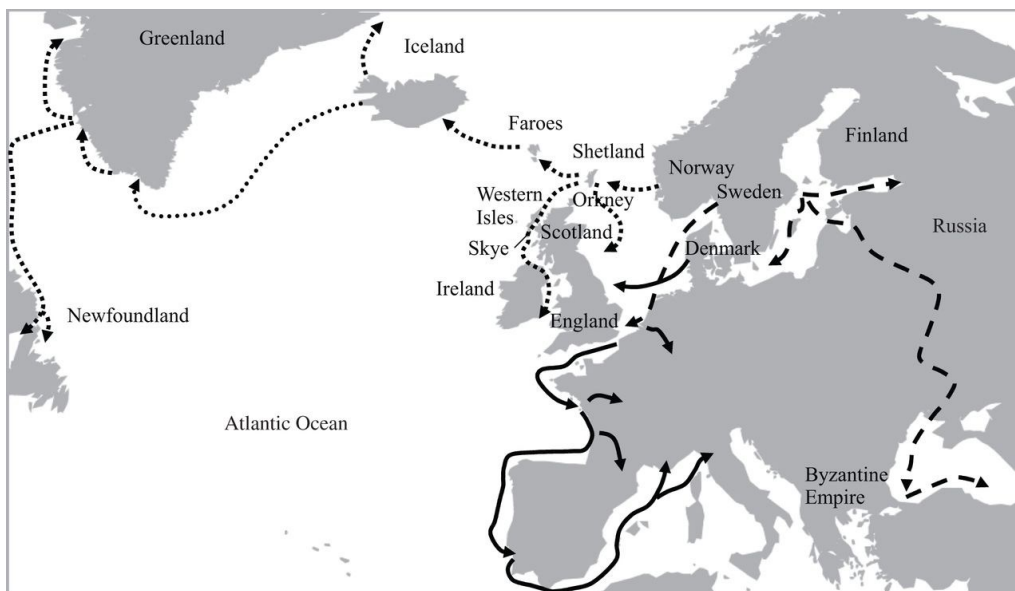 Greenland
Iceland
Faroes
Shetland
Finland
Norway
Sweden
Western
Isles
Orkney
Scotland
Skye
Russia
Denmark
Ireland
Newfoundland
England
Atlantic Ocean
Byzantine
Empire